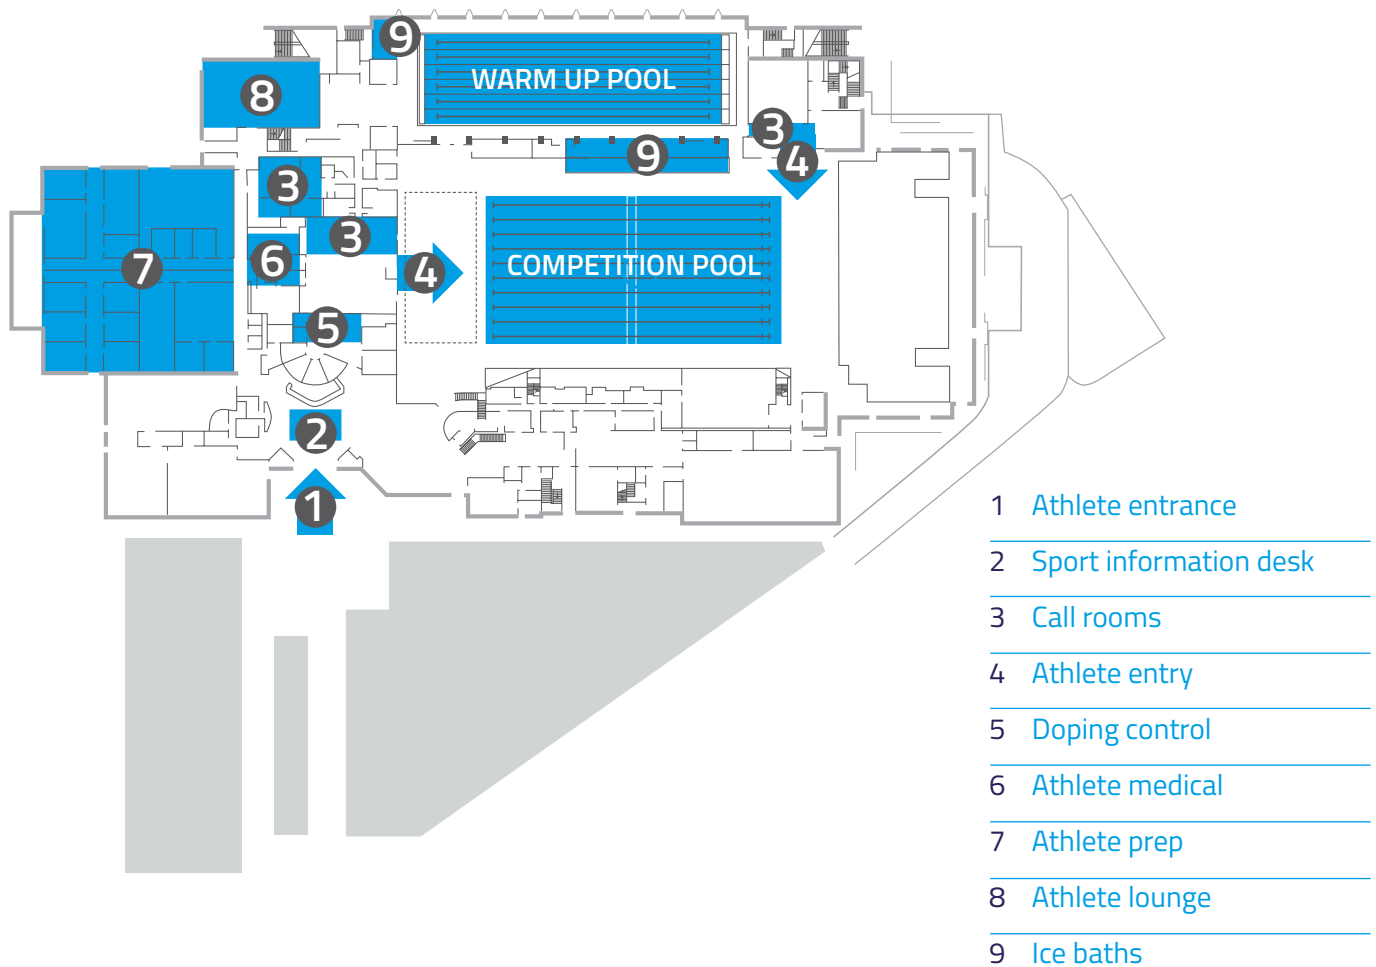 9
WARM UP POOL
8
3
9
4
3
3
6
7
4
COMPETITION POOL
5
2
1
1 Athlete entrance
2 Sport information desk
3 Call rooms
4 Athlete entry
5 Doping control
6 Athlete medical
7 Athlete prep
8 Athlete lounge
9 Ice baths